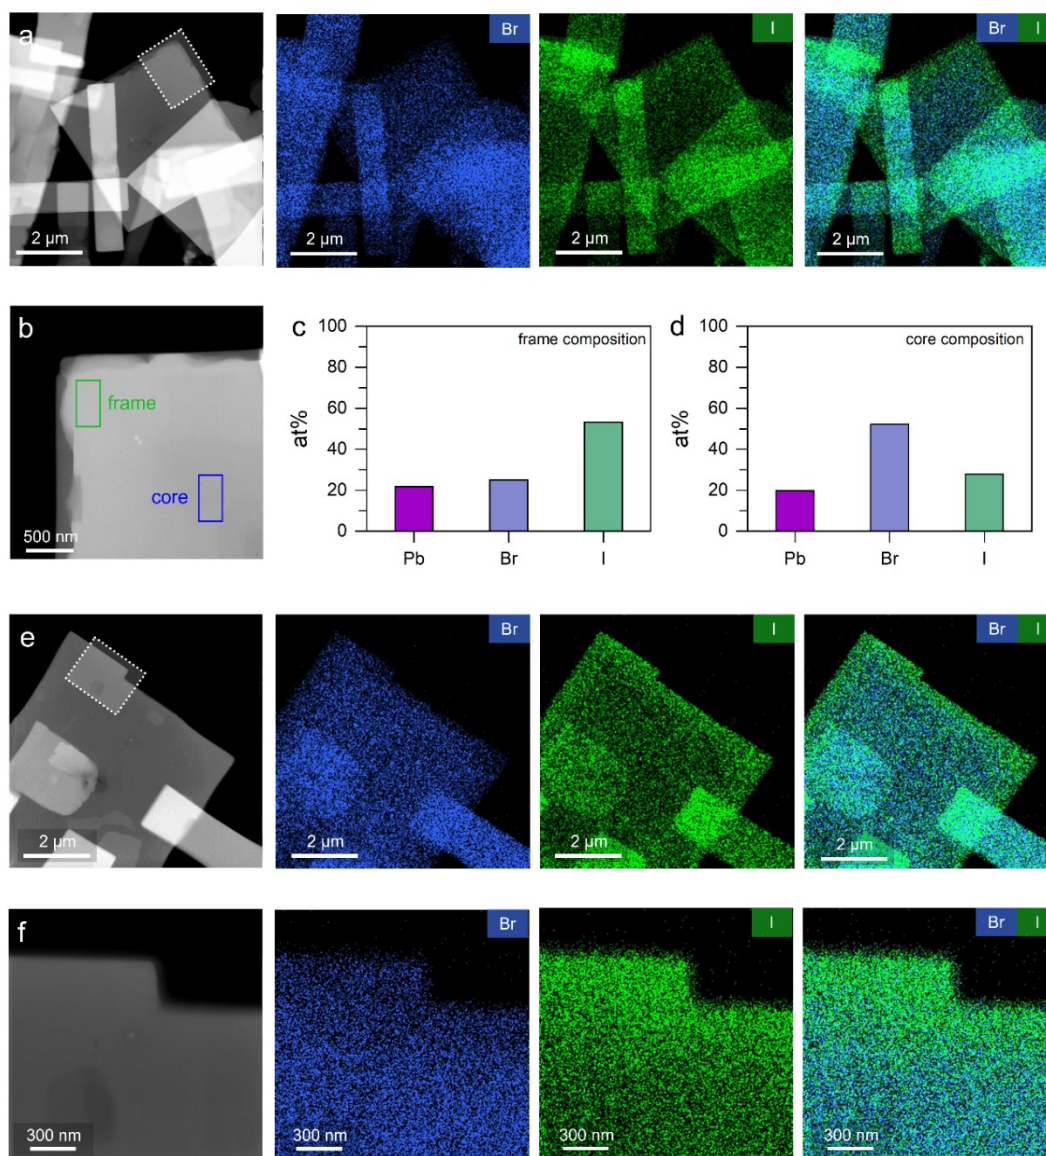 a
Br
I
Br I
2 µm
2 µm
2 µm
2 µm
b
frame
core
500 nm
c
frame composition
at%
100
80
60
40
20
0
Pb Br I
d
core composition
at%
100
80
60
40
20
0
Pb Br I
e
Br
I
Br I
2 µm
2 µm
2 µm
2 µm
f
Br
I
Br I
300 nm
300 nm
300 nm
300 nm